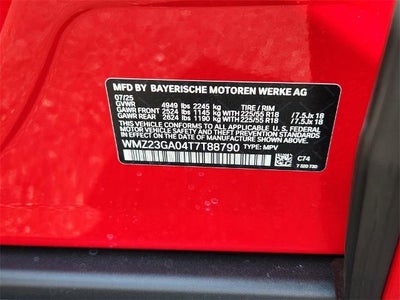 MFD BY BAYERISCHE MOTOREN WERKE AG
07/25
GVWR 4949 lbs 2245 kg TIRE / RIM
GAWR FRONT 2524 lbs 1145 kg 225/55 R18 /7.5Jx18
GAWR REAR 2624 lbs 1190 kg 225/55 R18 /7.5Jx18
THIS VEHICLE CONFORMS TO ALL APPLICABLE U.S. FEDERAL
MOTOR VEHICLE SAFETY AND THEFT PREVENTION STANDARDS
IN EFFECT ON THE DATE OF MANUFACTURE SHOWN ABOVE.
WMZ23GA04T7T88790 TYPE: MPV
C74